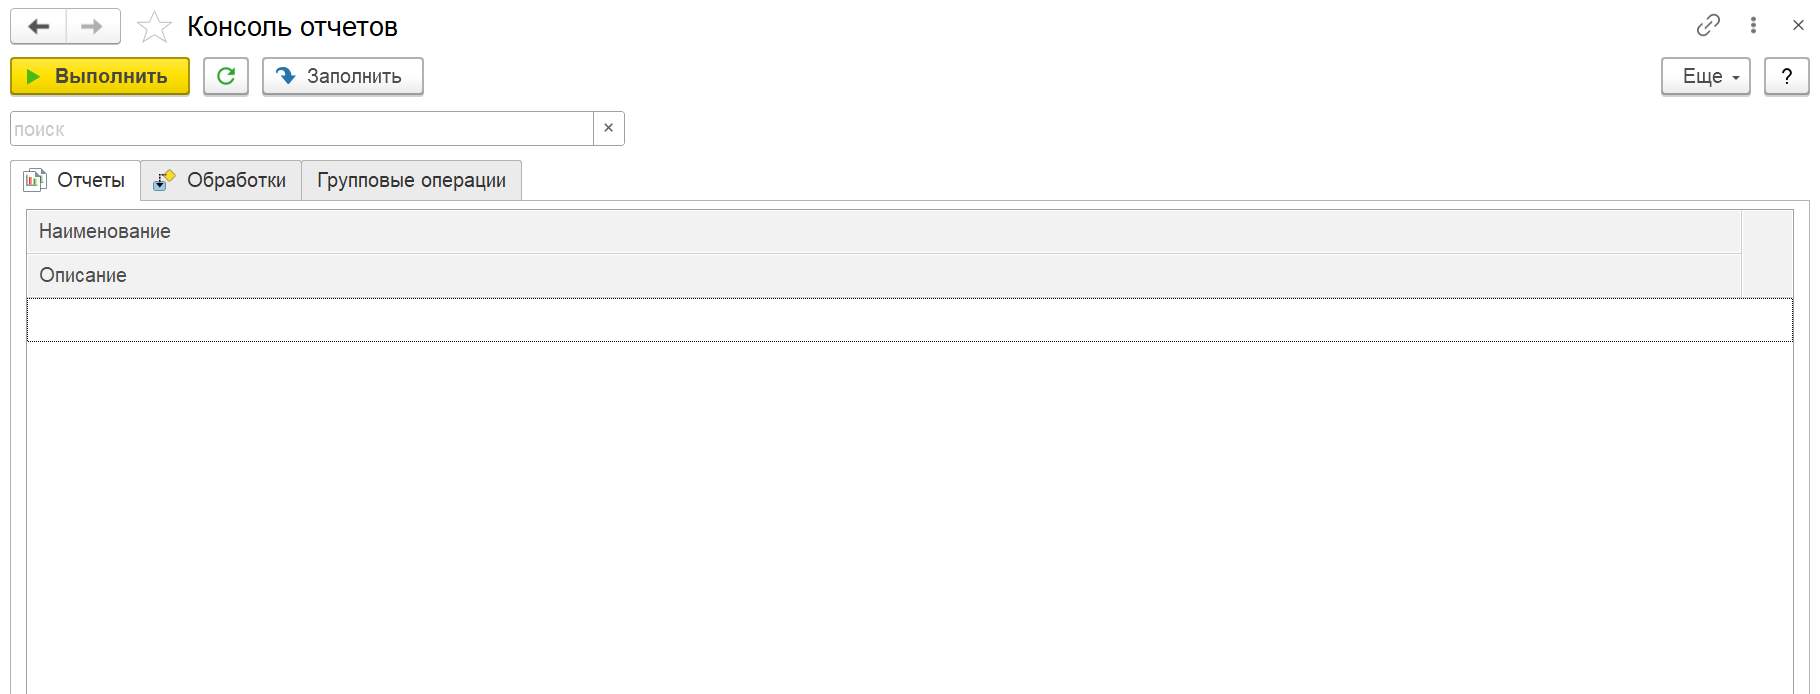 Консоль отчетов
Выполнить Заполнить Еще ?
поиск
Отчеты Обработки Групповые операции
Наименование
Описание